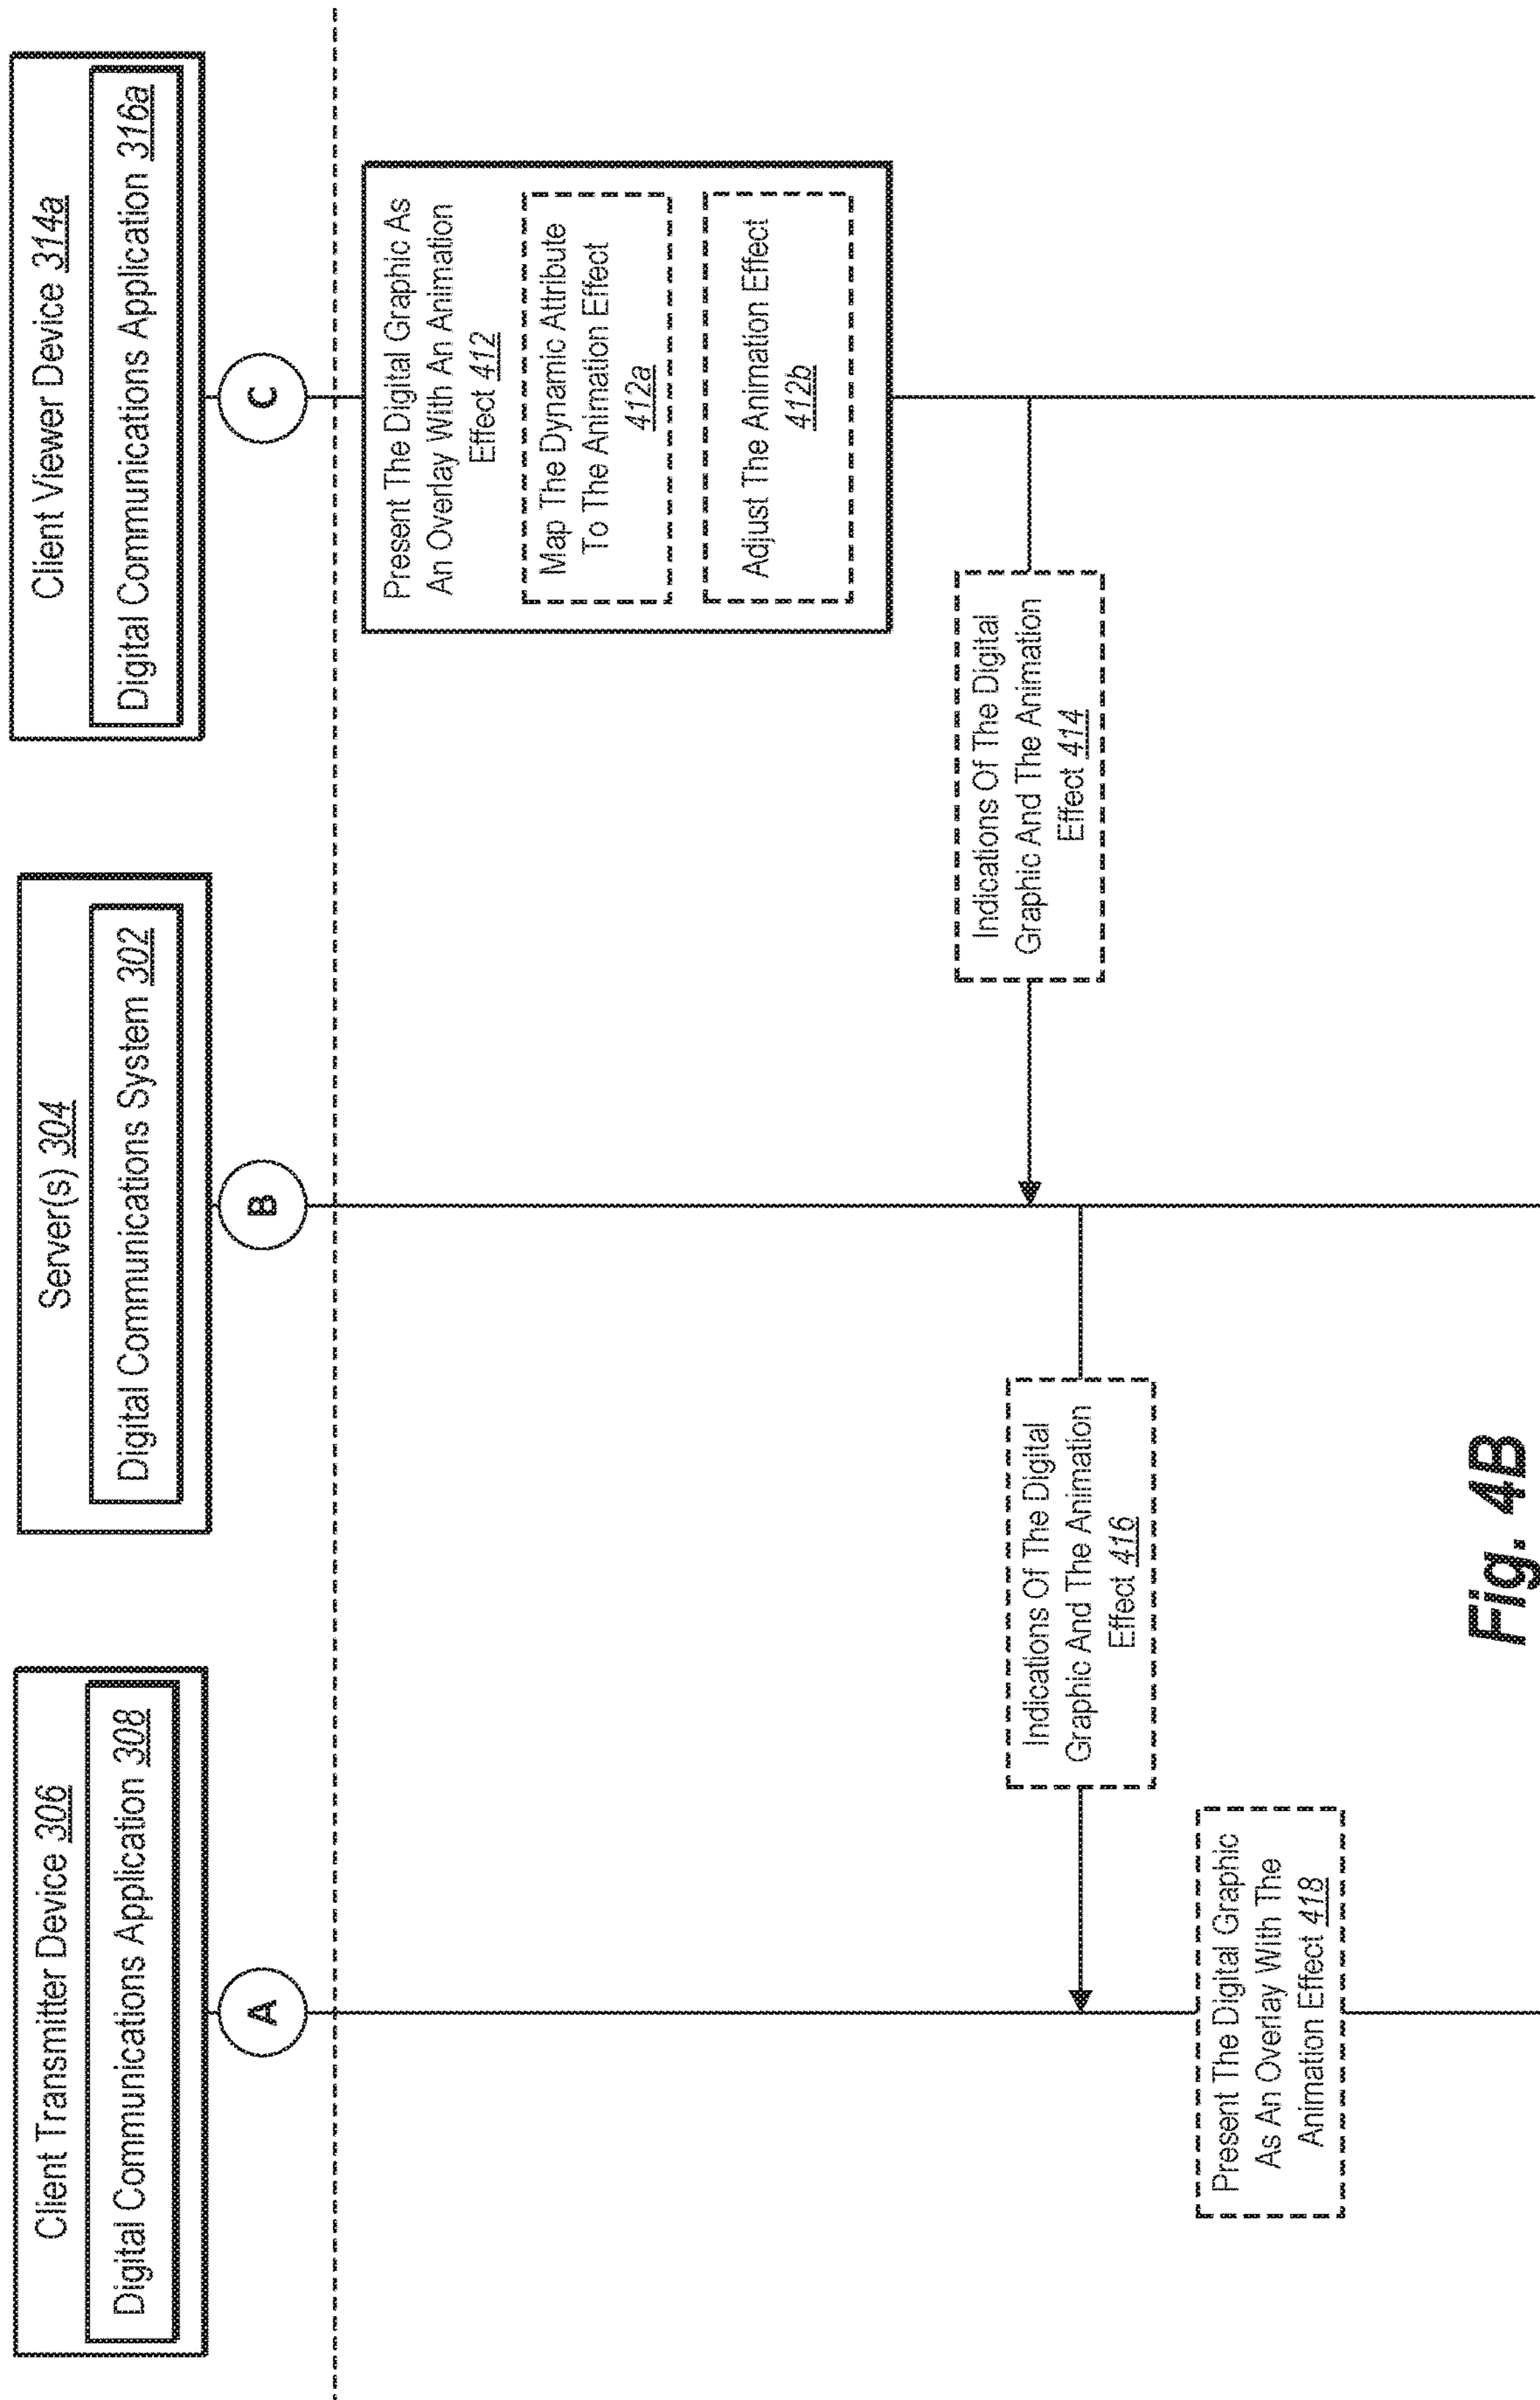 Client Transmitter Device 306
Digital Communications Application 308
Server(s) 304
Digital Communications System 302
Client Viewer Device 314a
Digital Communications Application 316a
A
B
C
Present The Digital Graphic As
An Overlay With An Animation
Effect 412
Map The Dynamic Attribute
To The Animation Effect
412a
Adjust The Animation Effect
412b
Indications Of The Digital
Graphic And The Animation
Effect 414
Indications Of The Digital
Graphic And The Animation
Effect 416
Present The Digital Graphic
As An Overlay With The
Animation Effect 418
Fig. 4B